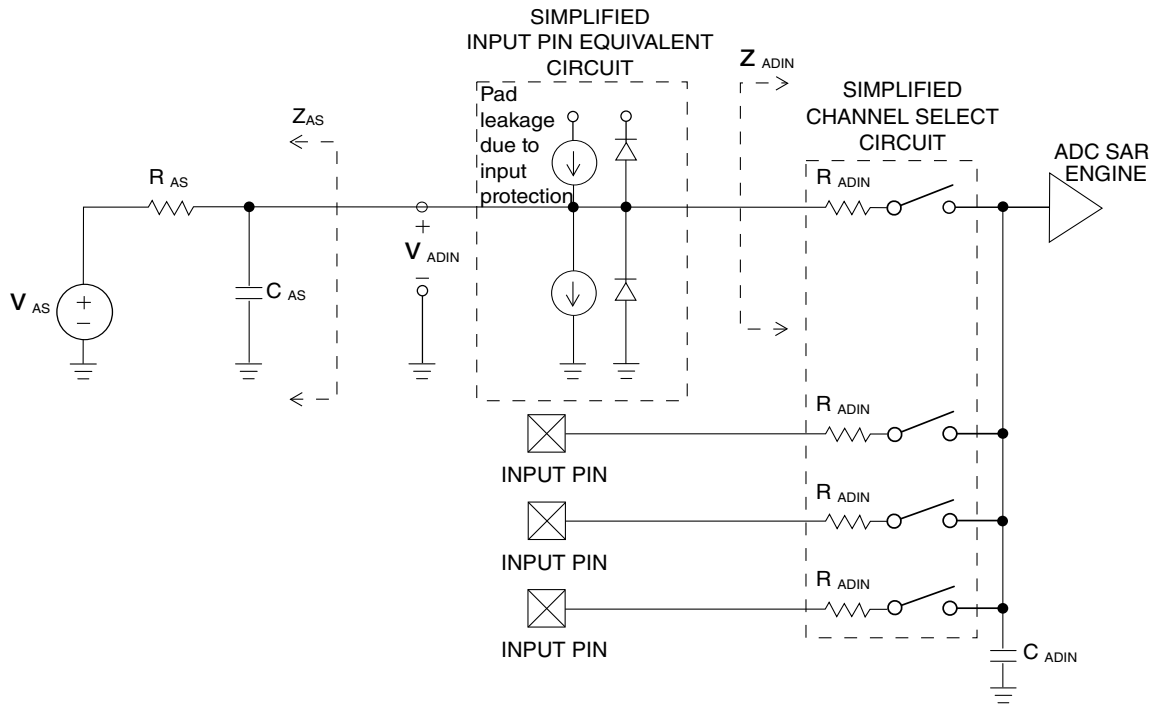 SIMPLIFIED
INPUT PIN EQUIVALENT
CIRCUIT
Pad
leakage
due to
input
protection
Z ADIN
SIMPLIFIED
CHANNEL SELECT
CIRCUIT
ADC SAR
ENGINE
ZAS
R AS
R ADIN
+
V ADIN
–
V AS
+
–
C AS
R ADIN
INPUT PIN
R ADIN
INPUT PIN
R ADIN
INPUT PIN
C ADIN